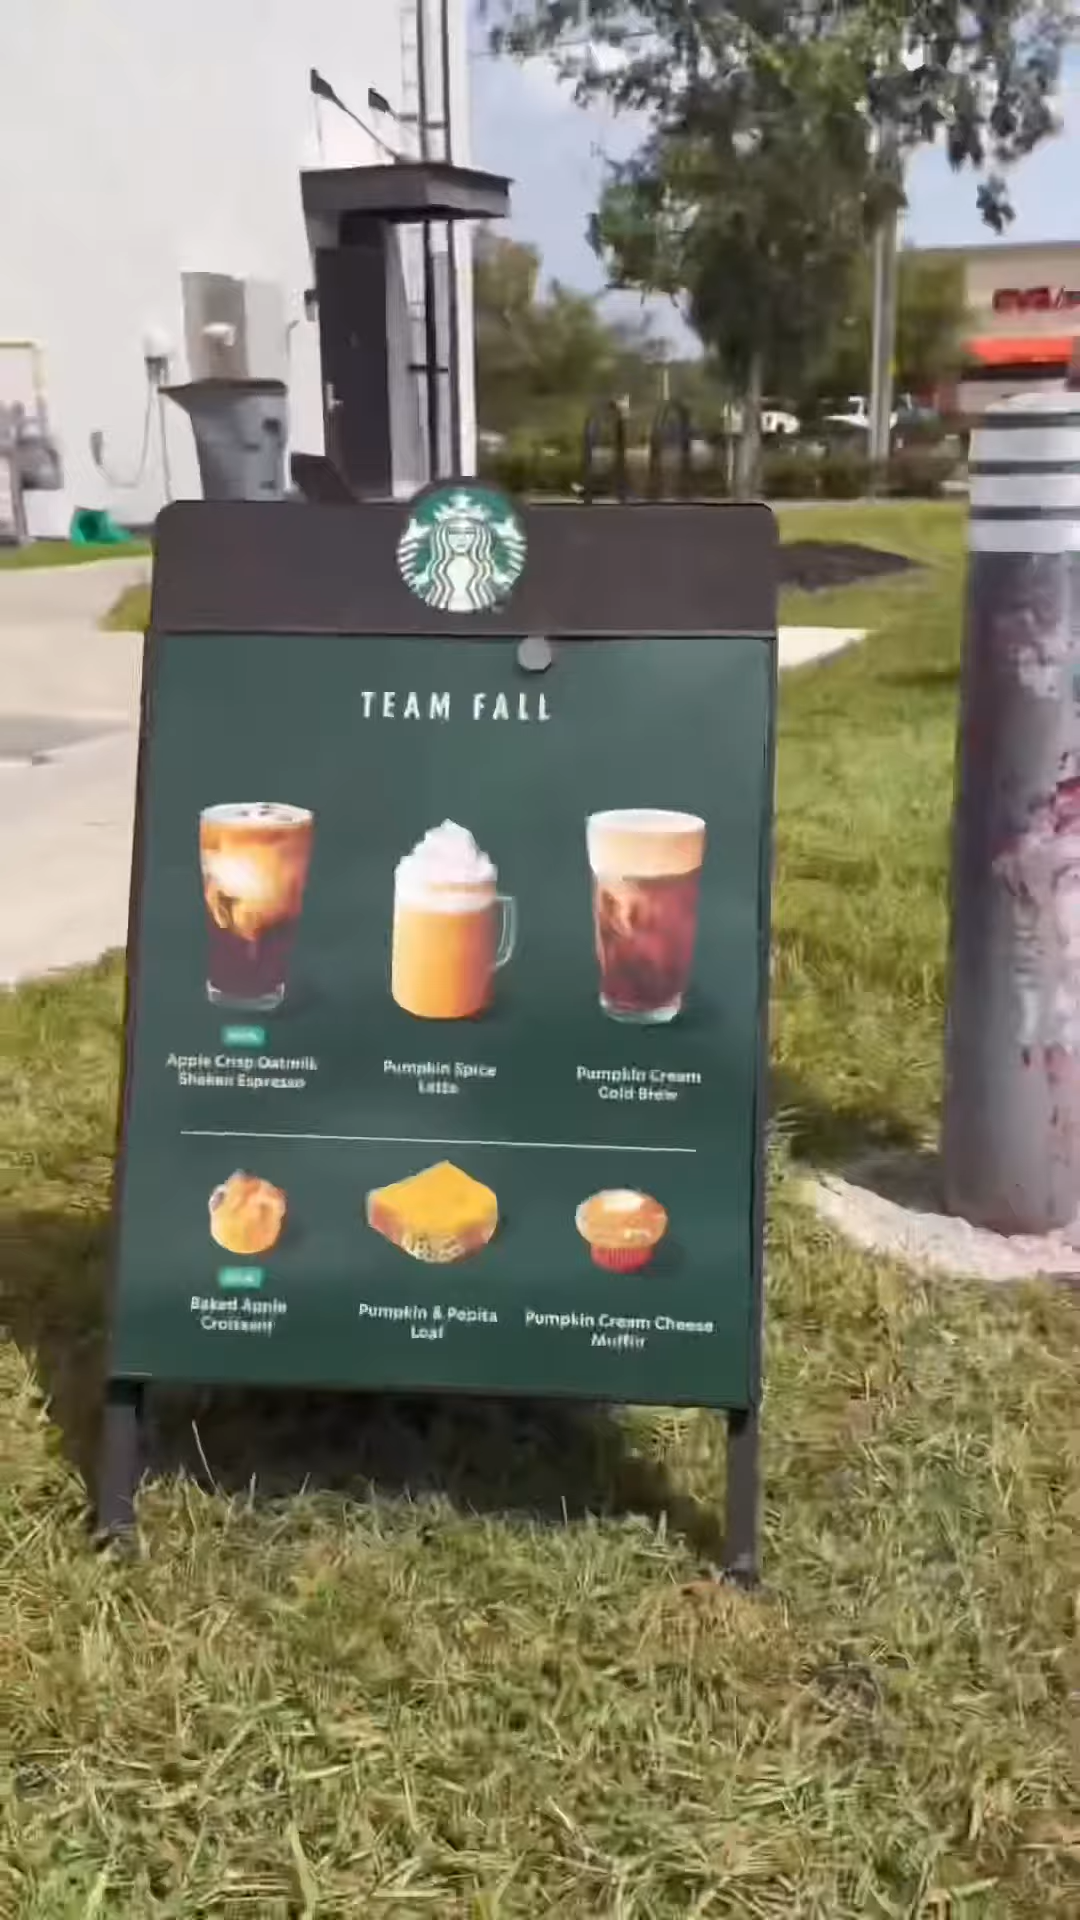 TEAM FALL
Apple Crisp Oatmilk
Shaken Espresso
Pumpkin Spice
Latte
Pumpkin Cream
Cold Brew
Baked Apple
Croissant
Pumpkin & Pepita
Loaf
Pumpkin Cream Cheese
Muffin